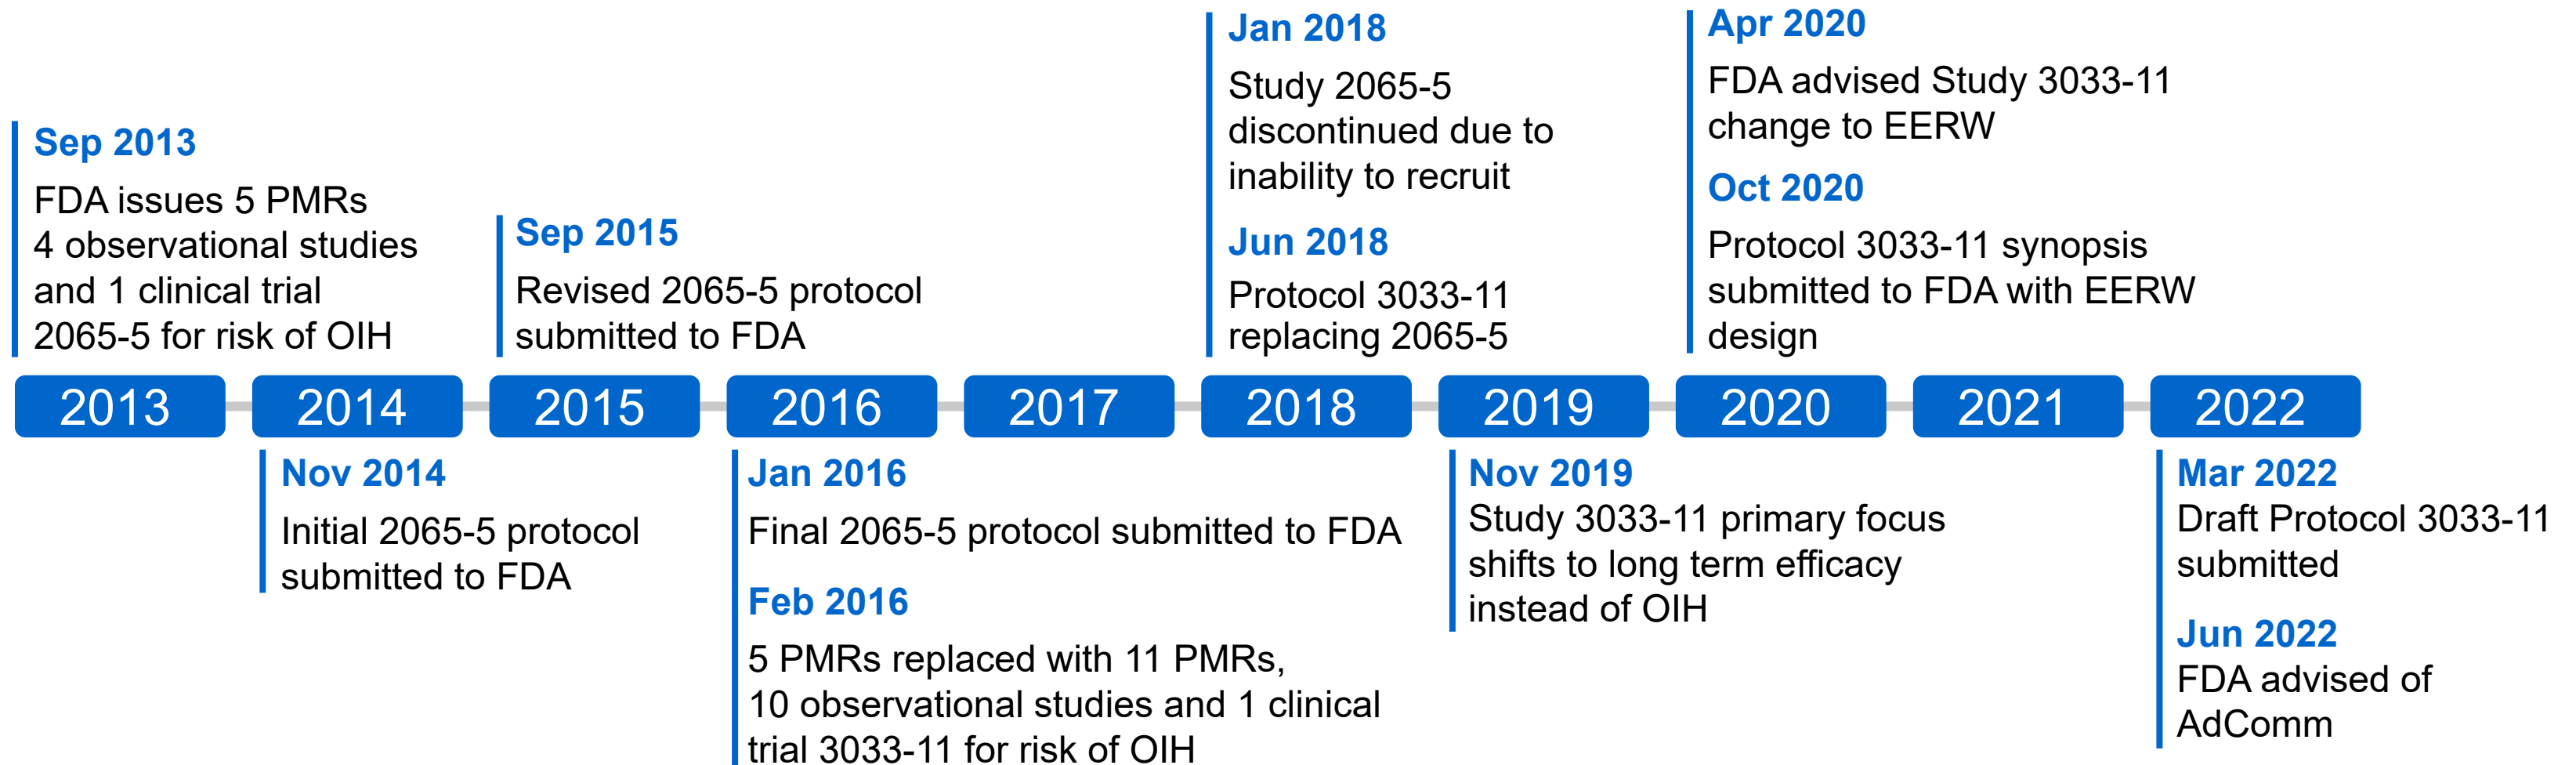 Sep 2013
FDA issues 5 PMRs
4 observational studies
and 1 clinical trial
2065-5 for risk of OIH
Sep 2015
Revised 2065-5 protocol
submitted to FDA
Jan 2018
Study 2065-5
discontinued due to
inability to recruit
Jun 2018
Protocol 3033-11
replacing 2065-5
Apr 2020
FDA advised Study 3033-11
change to EERW
Oct 2020
Protocol 3033-11 synopsis
submitted to FDA with EERW
design
2013
2014
2015
2016
2017
2018
2019
2020
2021
2022
Nov 2014
Initial 2065-5 protocol
submitted to FDA
Jan 2016
Final 2065-5 protocol submitted to FDA
Feb 2016
5 PMRs replaced with 11 PMRs,
10 observational studies and 1 clinical
trial 3033-11 for risk of OIH
Nov 2019
Study 3033-11 primary focus
shifts to long term efficacy
instead of OIH
Mar 2022
Draft Protocol 3033-11
submitted
Jun 2022
FDA advised of
AdComm